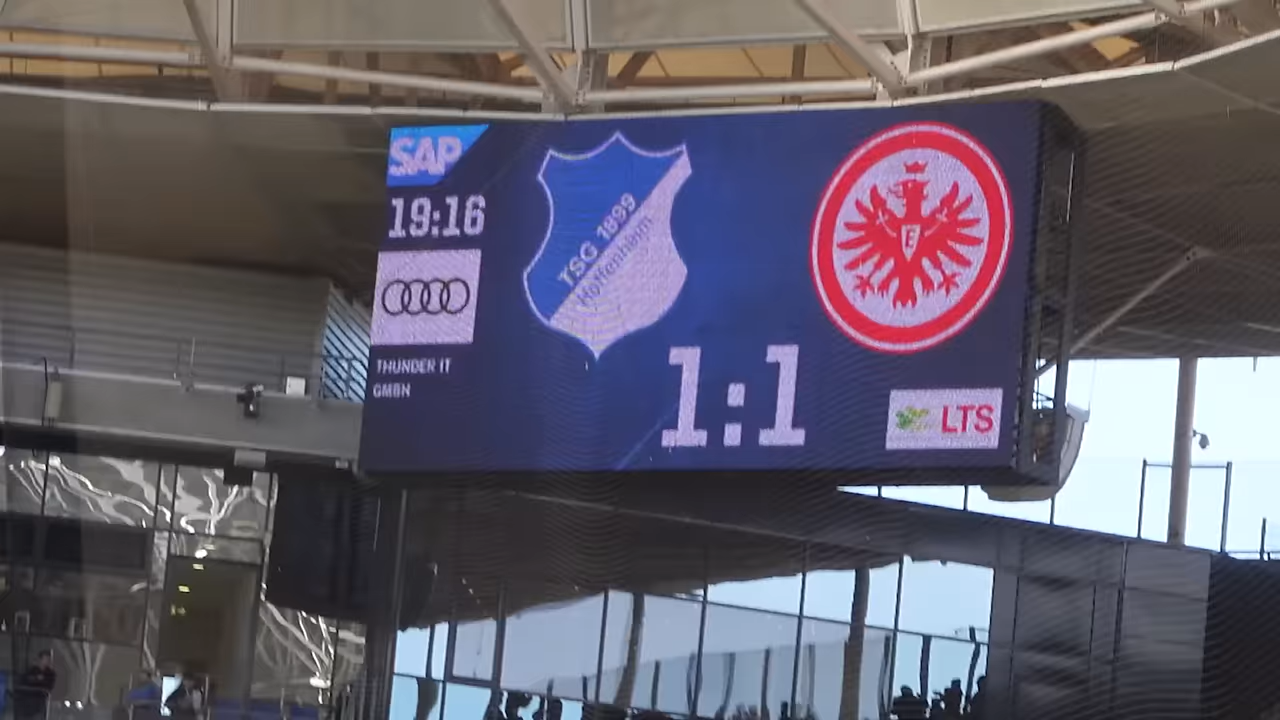 SAP
19:16
THUNDER IT
GMBH
TSG 1899
Hoffenheim
F
1:1
LTS